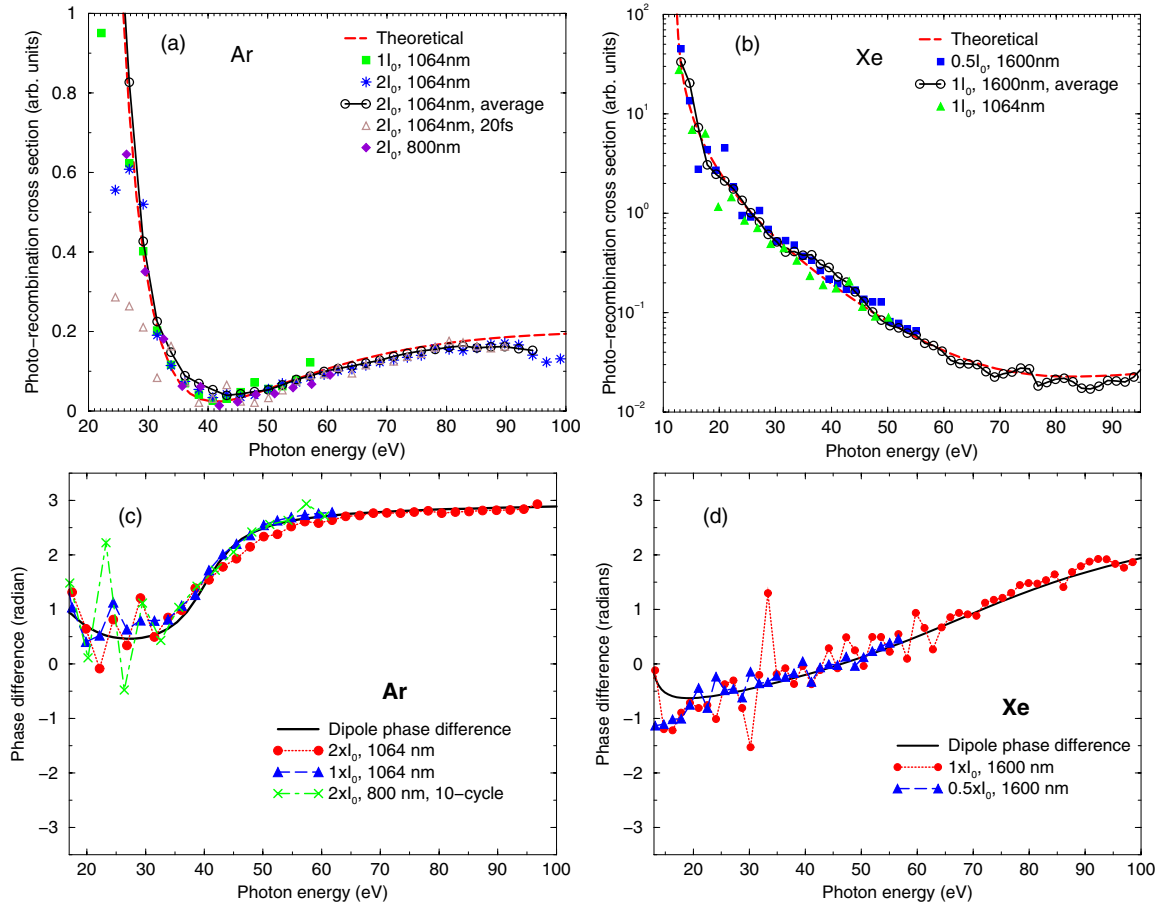 (a)
Ar
Theoretical
1I0, 1064nm
2I0, 1064nm
2I0, 1064nm, average
2I0, 1064nm, 20fs
2I0, 800nm
Photo-recombination cross section (arb. units)
1
0.8
0.6
0.4
0.2
0
20 30 40 50 60 70 80 90 100
Photon energy (eV)
(b)
Xe
Theoretical
0.5I0, 1600nm
1I0, 1600nm, average
1I0, 1064nm
Photo-recombination cross section (arb. units)
10^2
10^1
10^0
10^−1
10^−2
10 20 30 40 50 60 70 80 90
Photon energy (eV)
(c)
Ar
Dipole phase difference
2xI0, 1064 nm
1xI0, 1064 nm
2xI0, 800 nm, 10−cycle
Phase difference (radian)
3
2
1
0
−1
−2
−3
20 30 40 50 60 70 80 90 100
Photon energy (eV)
(d)
Xe
Dipole phase difference
1xI0, 1600 nm
0.5xI0, 1600 nm
Phase difference (radians)
3
2
1
0
−1
−2
−3
20 30 40 50 60 70 80 90 100
Photon energy (eV)